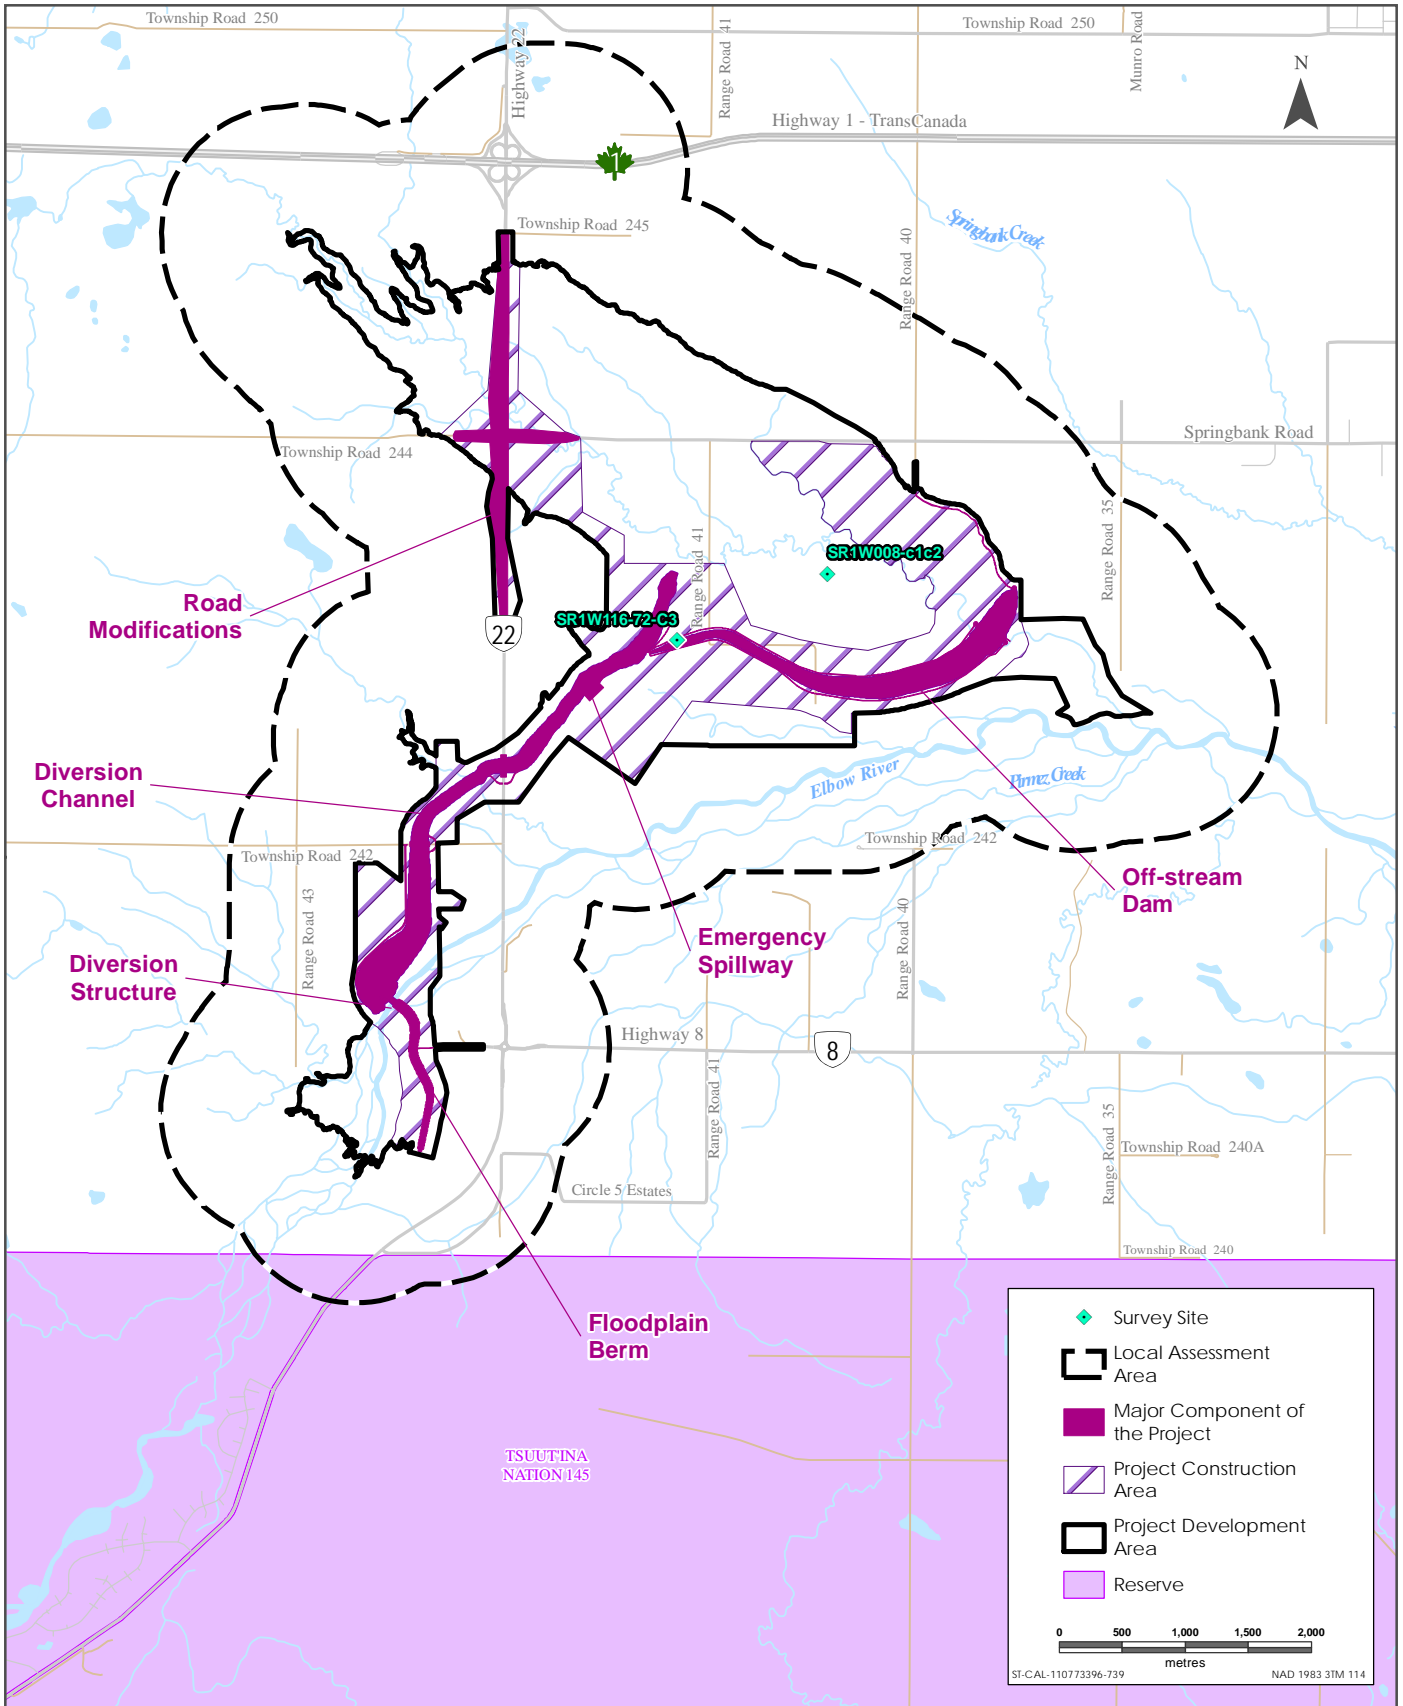 Township Road 250
Highway 22
Range Road 41
Township Road 250
Munro Road
N
Highway 1 - TransCanada
1
Township Road 245
Range Road 40
Springbank Creek
Township Road 244
Springbank Road
Range Road 35
Range Road 41
SR1W008-c1c2
SR1W116-72-C3
Road
Modifications
22
Diversion
Channel
Elbow River
Pirmez Creek
Township Road 242
Township Road 242
Range Road 43
Off-stream
Dam
Range Road 40
Emergency
Spillway
Diversion
Structure
Highway 8
8
Range Road 41
Range Road 35
Township Road 240A
Circle 5 Estates
Township Road 240
Floodplain
Berm
TSUUT'INA
NATION 145
Survey Site
Local Assessment
Area
Major Component of
the Project
Project Construction
Area
Project Development
Area
Reserve
0 500 1,000 1,500 2,000
metres
ST-CAL-110773396-739 NAD 1983 3TM 114